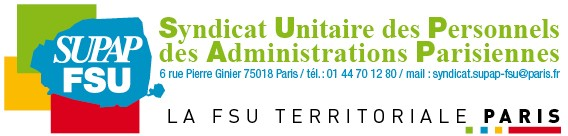 SUPAP
FSU
Syndicat Unitaire des Personnels
des Administrations Parisiennes
6 rue Pierre Ginier 75018 Paris / tél. : 01 44 70 12 80 / mail : syndicat.supap-fsu@paris.fr
LA FSU TERRITORIALE PARIS